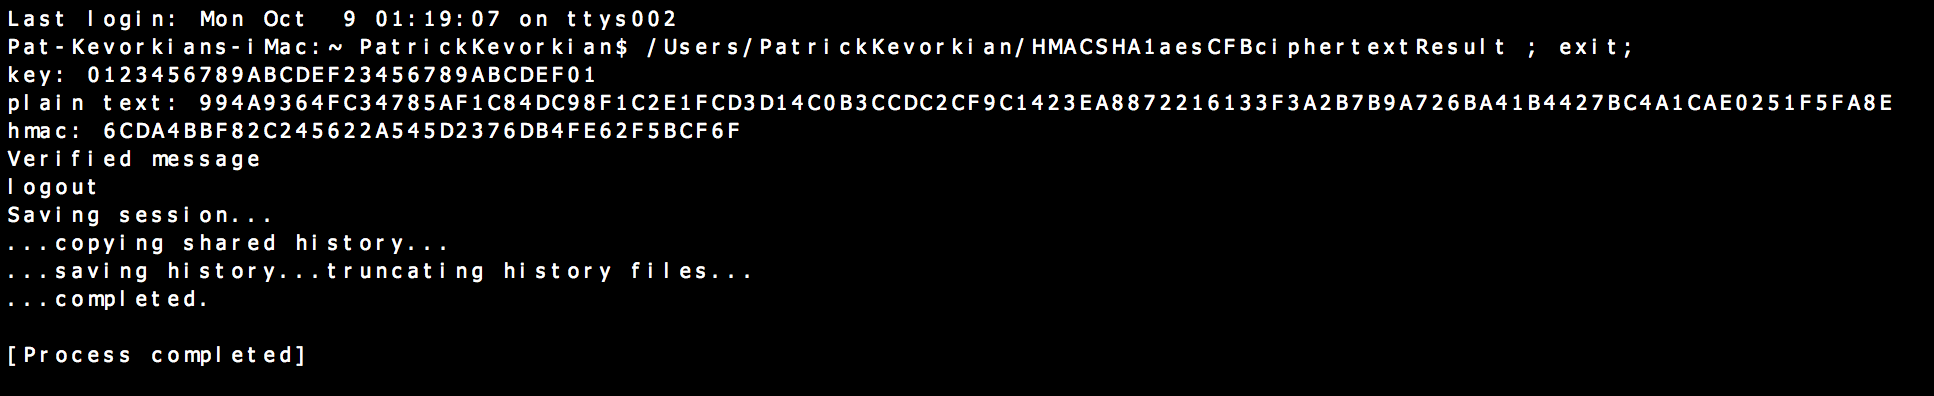 Last login: Mon Oct  9 01:19:07 on ttys002
Pat-Kevorkians-iMac:~ PatrickKevorkian$ /Users/PatrickKevorkian/HMACSHA1aesCFBciphertextResult ; exit;
key: 0123456789ABCDEF23456789ABCDEF01
plain text: 994A9364FC34785AF1C84DC98F1C2E1FCD3D14C0B3CCDC2CF9C1423EA8872216133F3A2B7B9A726BA41B4427BC4A1CAE0251F5FA8E
hmac: 6CDA4BBF82C245622A545D2376DB4FE62F5BCF6F
Verified message
logout
Saving session...
...copying shared history...
...saving history...truncating history files...
...completed.
[Process completed]